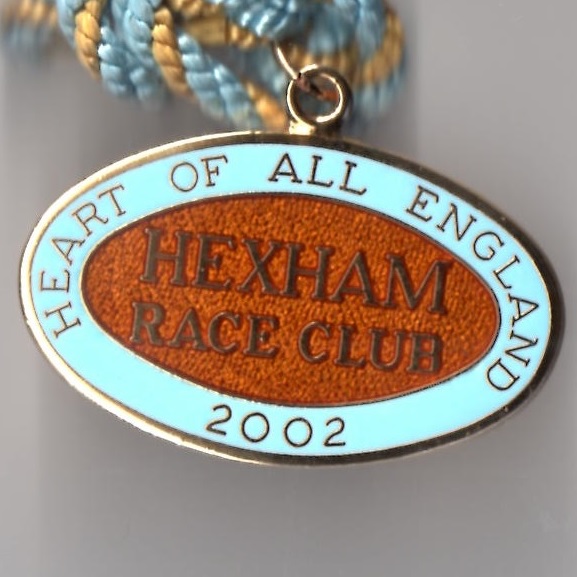 HEART OF ALL ENGLAND
HEXHAM
RACE CLUB
2002